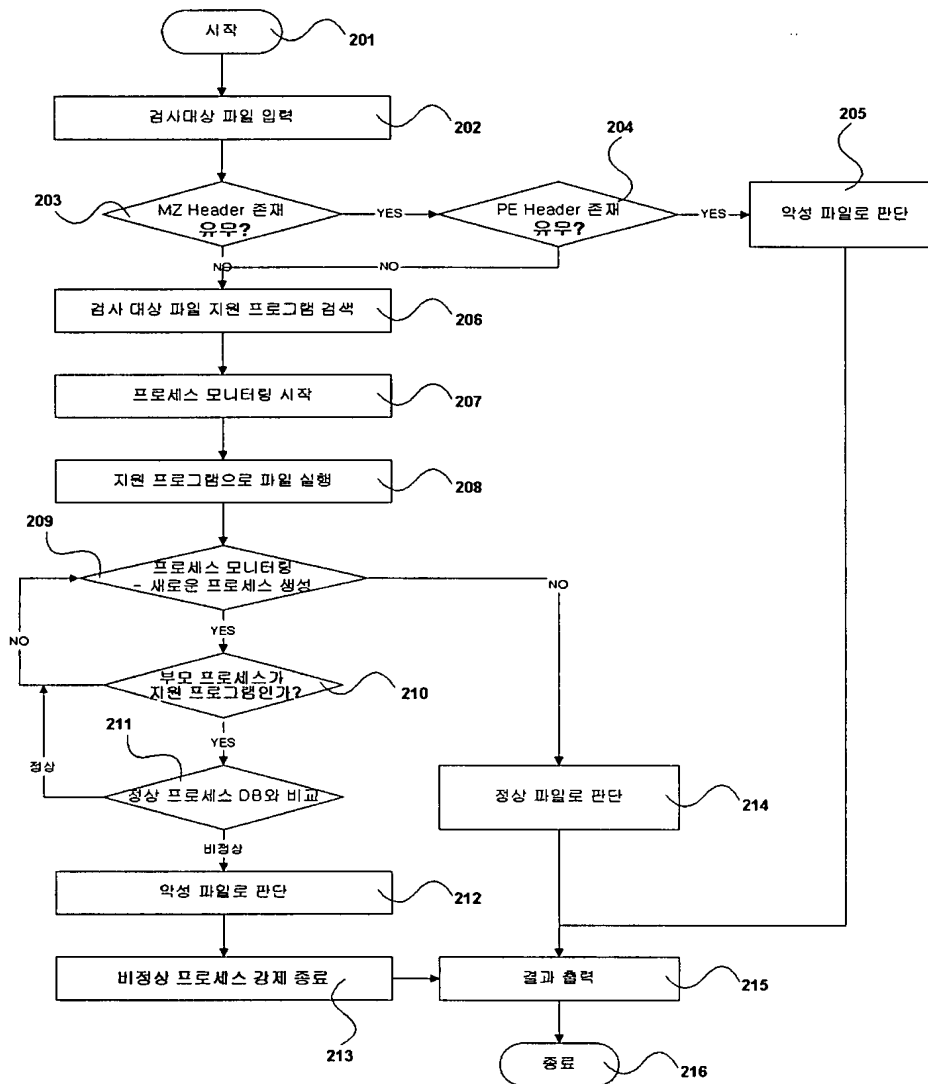 시작
201
검사대상 파일 입력
202
203
MZ Header 존재
유무?
YES
204
PE Header 존재
유무?
YES
205
악성 파일로 판단
NO
NO
검사 대상 파일 지원 프로그램 검색
206
프로세스 모니터링 시작
207
지원 프로그램으로 파일 실행
208
209
프로세스 모니터링
- 새로운 프로세스 생성
NO
YES
NO
부모 프로세스가
지원 프로그램인가?
210
YES
211
정상
정상 프로세스 DB와 비교
비정상
정상 파일로 판단
214
악성 파일로 판단
212
비정상 프로세스 강제 종료
213
결과 출력
215
종료
216